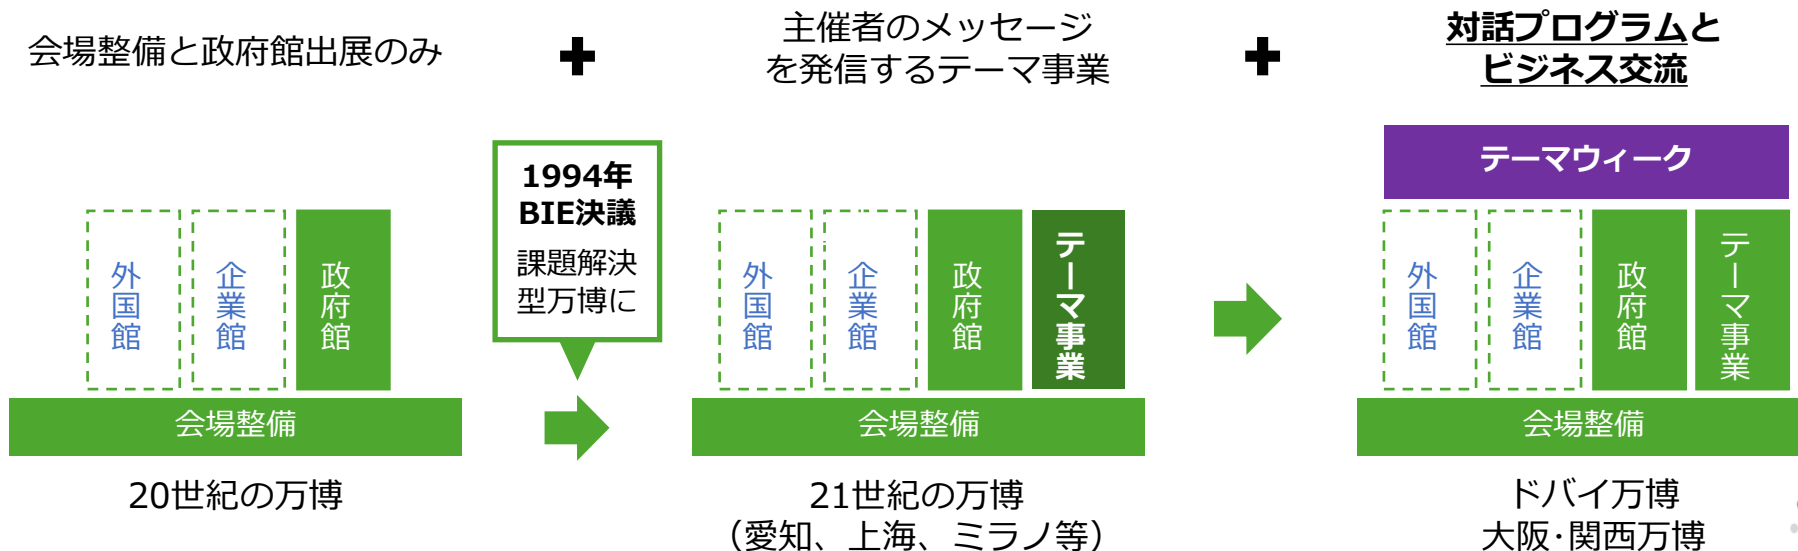 会場整備と政府館出展のみ
主催者のメッセージ
を発信するテーマ事業
対話プログラムと
ビジネス交流
1994年
BIE決議
課題解決
型万博に
外国館
企業館
政府館
会場整備
20世紀の万博
外国館
企業館
政府館
テーマ事業
会場整備
21世紀の万博
（愛知、上海、ミラノ等）
テーマウィーク
外国館
企業館
政府館
テーマ事業
会場整備
ドバイ万博
大阪・関西万博